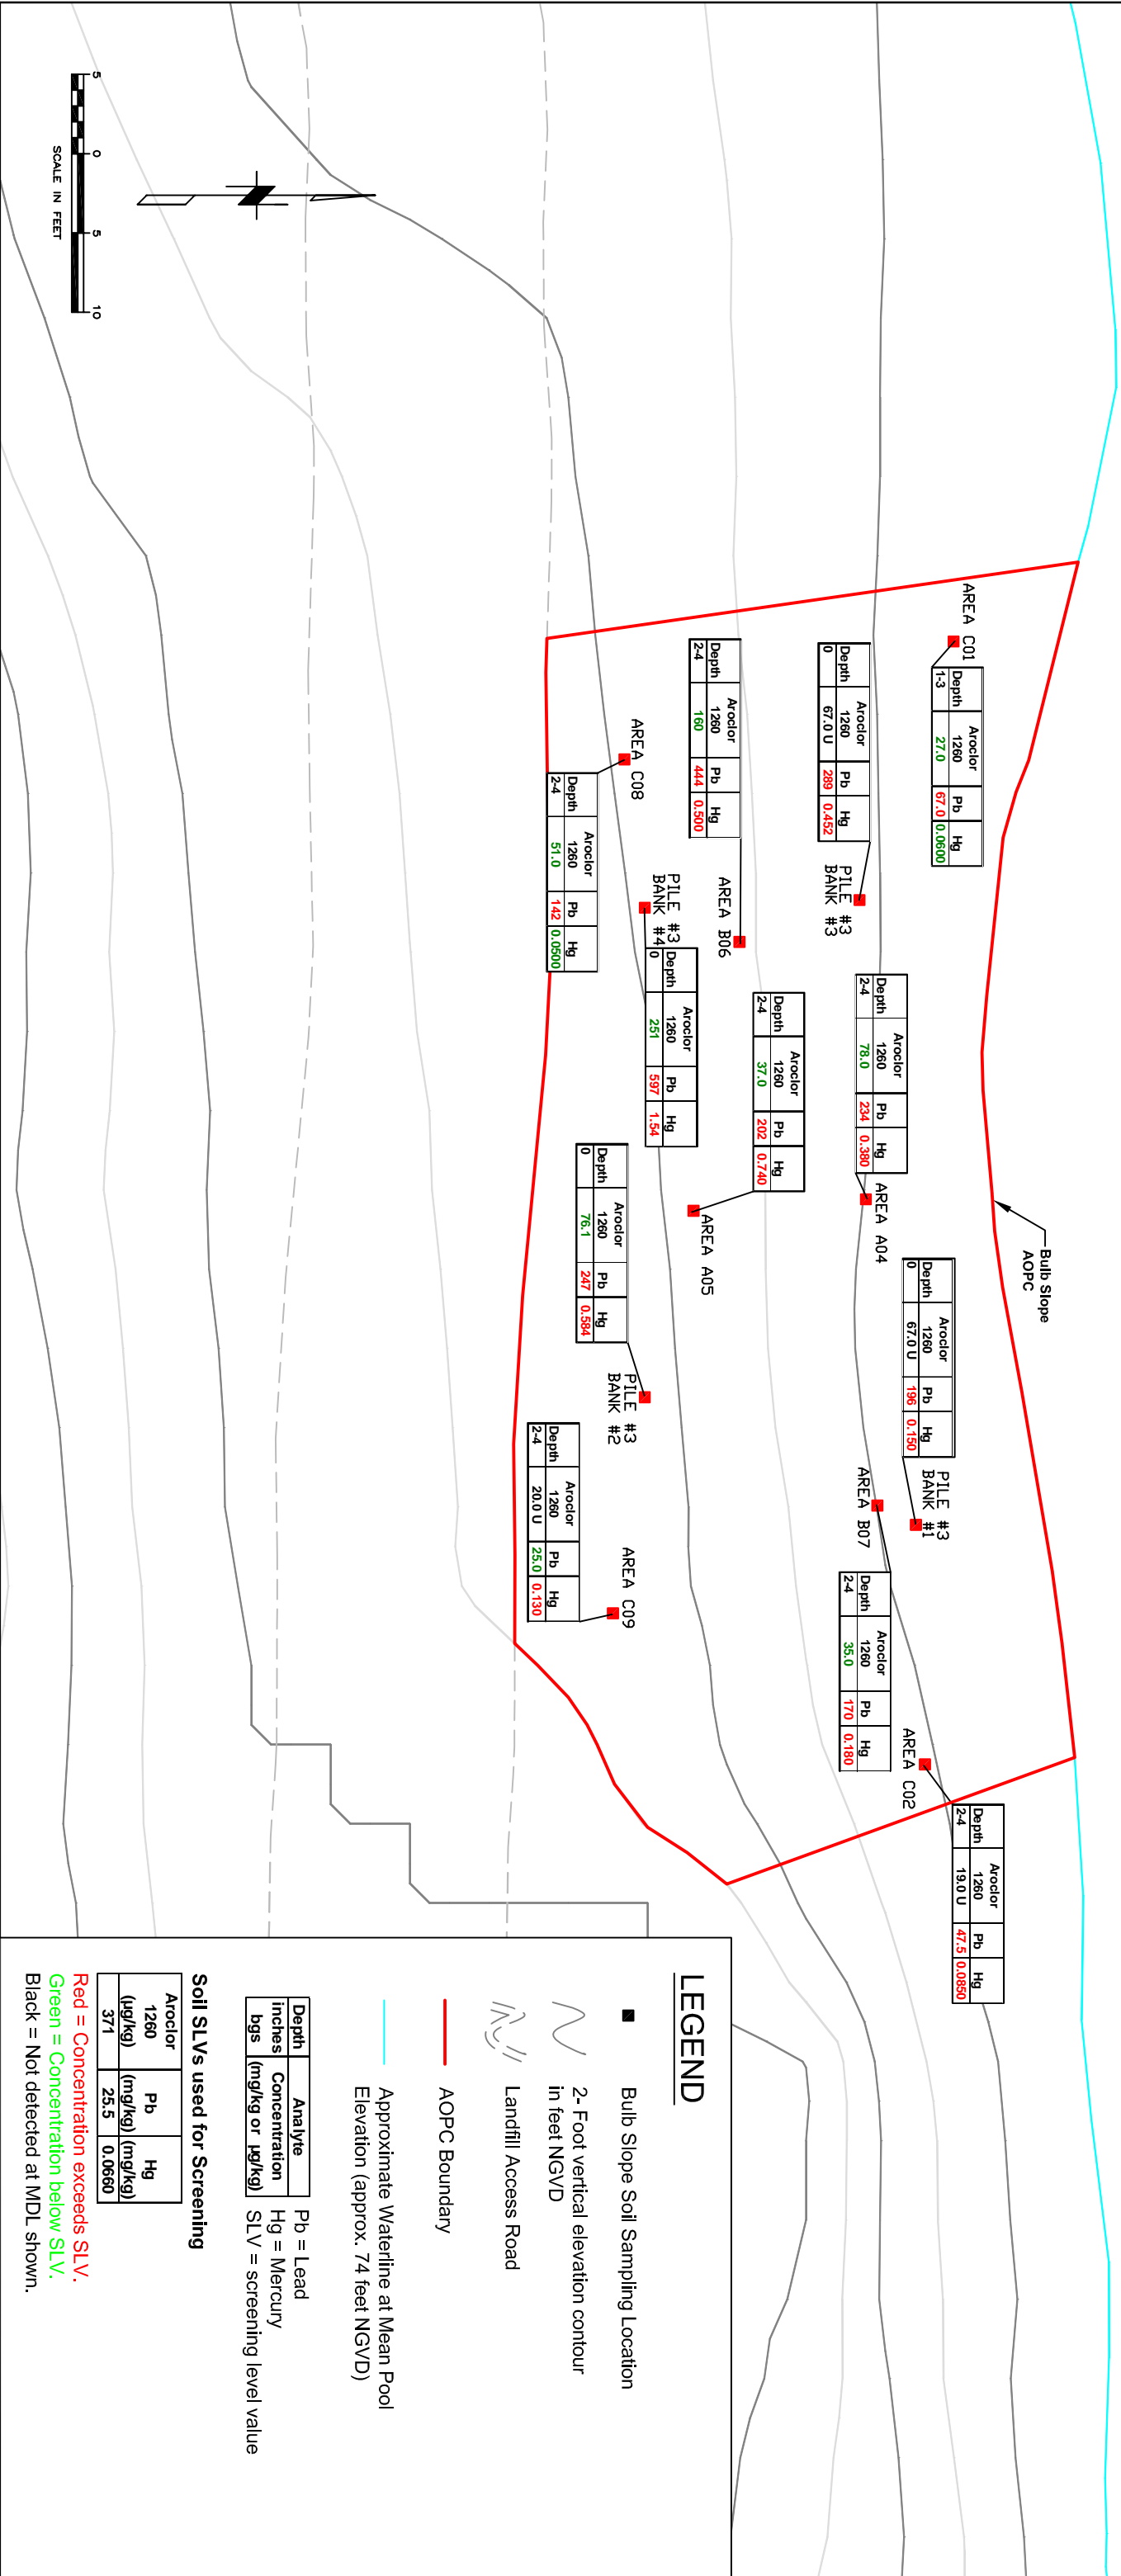 Bulb Slope
AOPC
AREA C01
Depth Aroclor 1260 Pb Hg
1-3 27.0 67.0 0.0600
Depth Aroclor 1260 Pb Hg
0 67.0 U 289 0.452
PILE #3
BANK #3
Depth Aroclor 1260 Pb Hg
2-4 78.0 234 0.380
AREA A04
Depth Aroclor 1260 Pb Hg
0 67.0 U 196 0.150
PILE #3
BANK #1
AREA B07
Depth Aroclor 1260 Pb Hg
2-4 35.0 170 0.180
AREA C02
Depth Aroclor 1260 Pb Hg
2-4 19.0 U 47.5 0.0850
Depth Aroclor 1260 Pb Hg
2-4 160 444 0.500
AREA B06
Depth Aroclor 1260 Pb Hg
2-4 37.0 202 0.740
AREA A05
PILE #3
BANK #4
Depth Aroclor 1260 Pb Hg
0 251 597 1.54
AREA C08
Depth Aroclor 1260 Pb Hg
2-4 51.0 142 0.0500
Depth Aroclor 1260 Pb Hg
0 76.1 247 0.584
PILE #3
BANK #2
Depth Aroclor 1260 Pb Hg
2-4 20.0 U 25.0 0.130
AREA C09
5 0 5 10
SCALE IN FEET
LEGEND
Bulb Slope Soil Sampling Location
2- Foot vertical elevation contour
in feet NGVD
Landfill Access Road
AOPC Boundary
Approximate Waterline at Mean Pool
Elevation (approx. 74 feet NGVD)
Depth inches bgs
Analyte Concentration (mg/kg or µg/kg)
Pb = Lead
Hg = Mercury
SLV = screening level value
Soil SLVs used for Screening
Aroclor 1260 (µg/kg) Pb (mg/kg) Hg (mg/kg)
371 25.5 0.0660
Red = Concentration exceeds SLV.
Green = Concentration below SLV.
Black = Not detected at MDL shown.